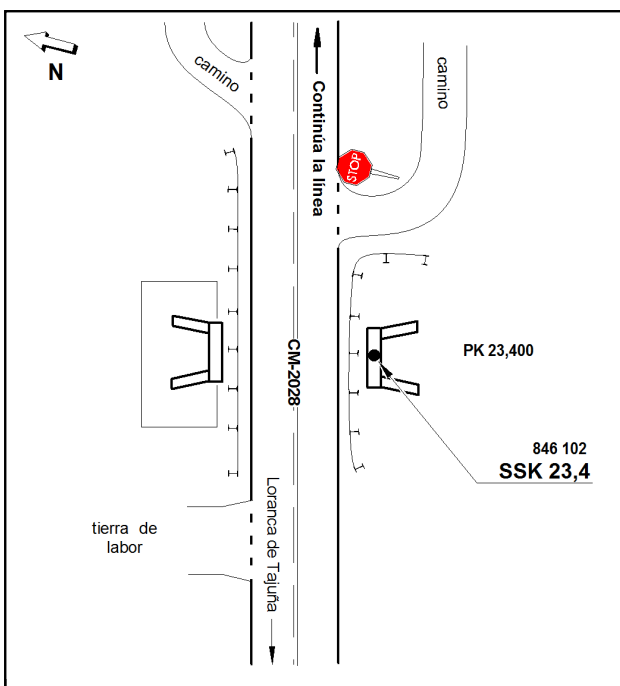 N
camino
Continúa la línea
camino
STOP
CM-2028
PK 23,400
846 102
SSK 23,4
tierra de
labor
Loranca de Tajuña